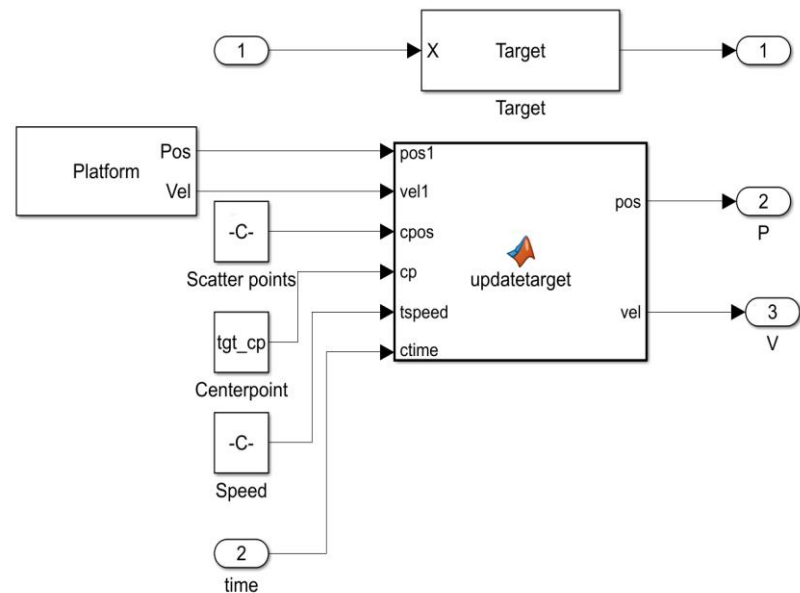 1
X
Target
1
Target
Platform
Pos
Vel
pos1
vel1
cpos
cp
tspeed
ctime
updatetarget
pos
vel
2
P
3
V
-C-
Scatter points
tgt_cp
Centerpoint
-C-
Speed
2
time